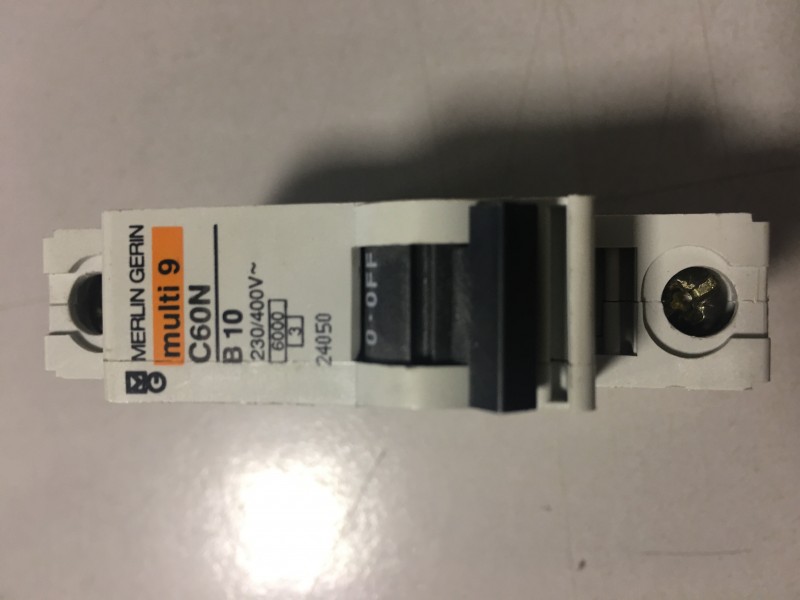 MG MERLIN GERIN
multi 9
C60N
B 10
230/400V~
6000
3
24050
O-OFF